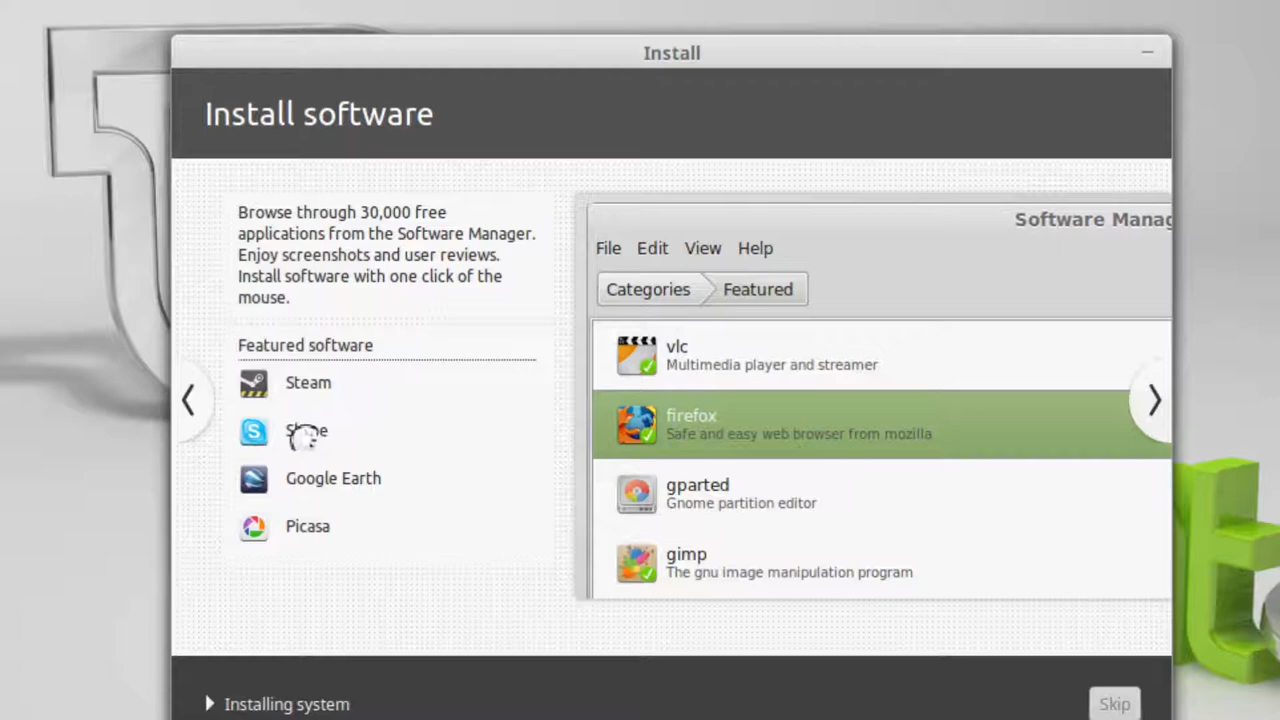 Install
Install software
Browse through 30,000 free
applications from the Software Manager.
Enjoy screenshots and user reviews.
Install software with one click of the
mouse.
Featured software
Steam
Google Earth
Picasa
Software Manag
File Edit View Help
Categories Featured
vlc
Multimedia player and streamer
firefox
Safe and easy web browser from mozilla
gparted
Gnome partition editor
gimp
The gnu image manipulation program
Installing system
Skip
t